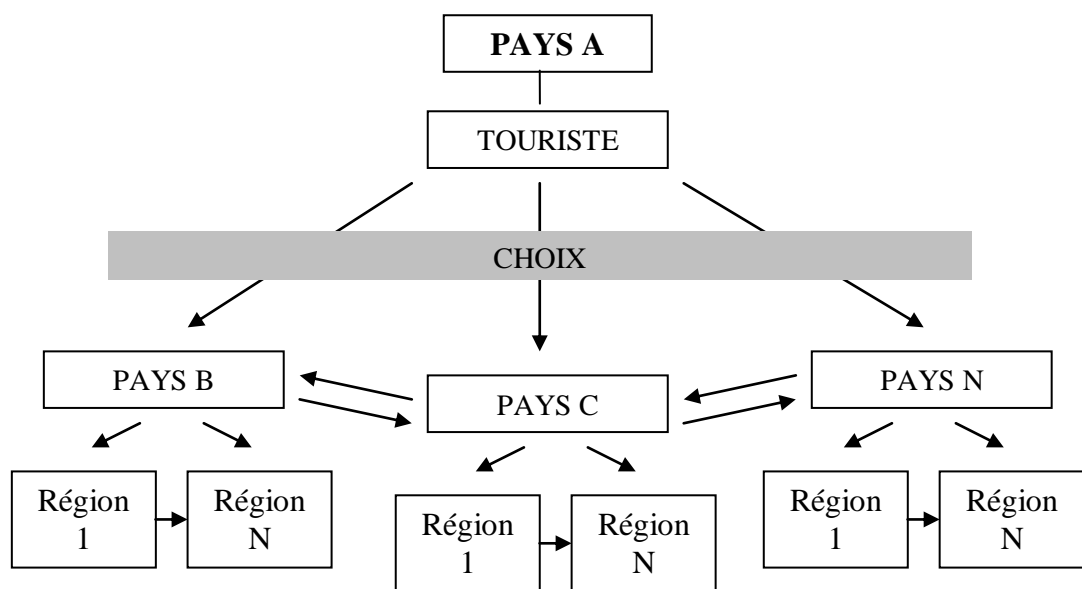 PAYS A
TOURISTE
CHOIX
PAYS B
PAYS C
PAYS N
Région
1
Région
N
Région
1
Région
N
Région
1
Région
N